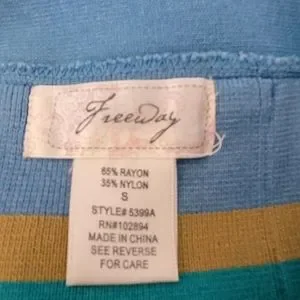 Freeway
65% RAYON
35% NYLON
S
STYLE# 5399A
RN#102894
MADE IN CHINA
SEE REVERSE
FOR CARE